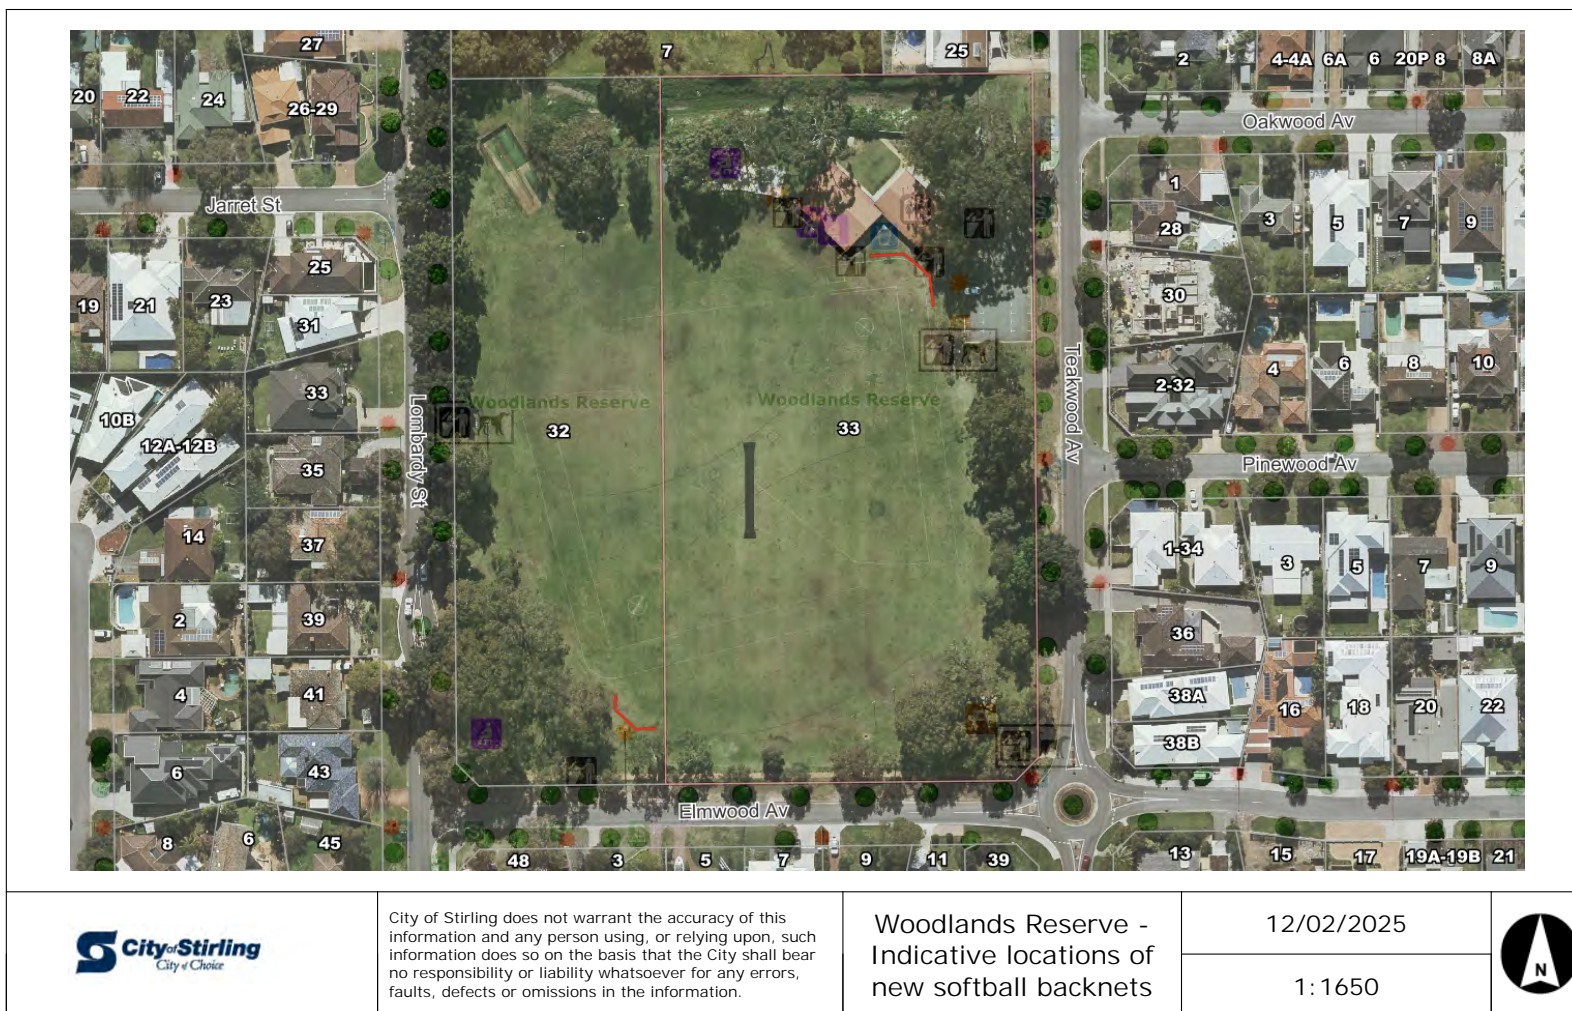 27
7
25
2
4-4A
6A
6
20P
8
8A
20
22
24
26-29
Oakwood Av
Jarret St
1
3
5
7
9
28
25
19
21
23
31
30
33
Teakwood Av
2-32
4
6
8
10
Woodlands Reserve
Woodlands Reserve
32
33
10B
12A-12B
Lombardy St
35
Pinewood Av
14
37
1-34
3
5
7
9
2
39
36
4
41
38A
16
18
20
22
38B
6
43
Elmwood Av
8
6
45
48
3
5
7
9
11
39
13
15
17
19A-19B
21
City of Stirling
City of Choice
City of Stirling does not warrant the accuracy of this
information and any person using, or relying upon, such
information does so on the basis that the City shall bear
no responsibility or liability whatsoever for any errors,
faults, defects or omissions in the information.
Woodlands Reserve -
Indicative locations of
new softball backnets
12/02/2025
1:1650
N